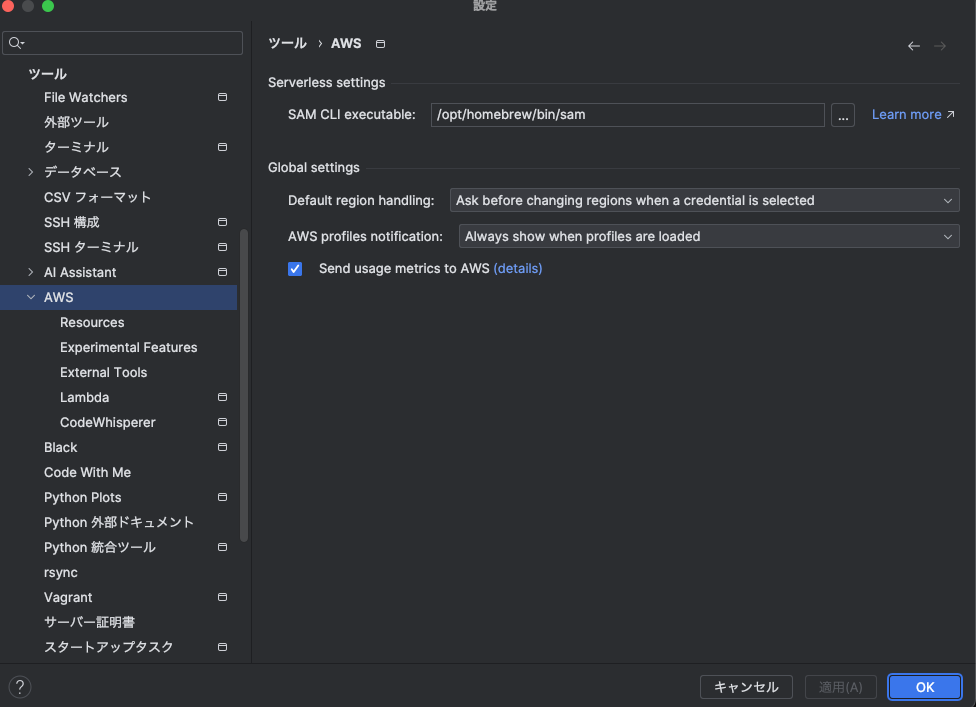 設定
ツール
File Watchers
外部ツール
ターミナル
データベース
CSV フォーマット
SSH 構成
SSH ターミナル
AI Assistant
AWS
Resources
Experimental Features
External Tools
Lambda
CodeWhisperer
Black
Code With Me
Python Plots
Python 外部ドキュメント
Python 統合ツール
rsync
Vagrant
サーバー証明書
スタートアップタスク
ツール › AWS
Serverless settings
SAM CLI executable: /opt/homebrew/bin/sam ... Learn more ↗
Global settings
Default region handling: Ask before changing regions when a credential is selected
AWS profiles notification: Always show when profiles are loaded
Send usage metrics to AWS (details)
? キャンセル 適用(A) OK